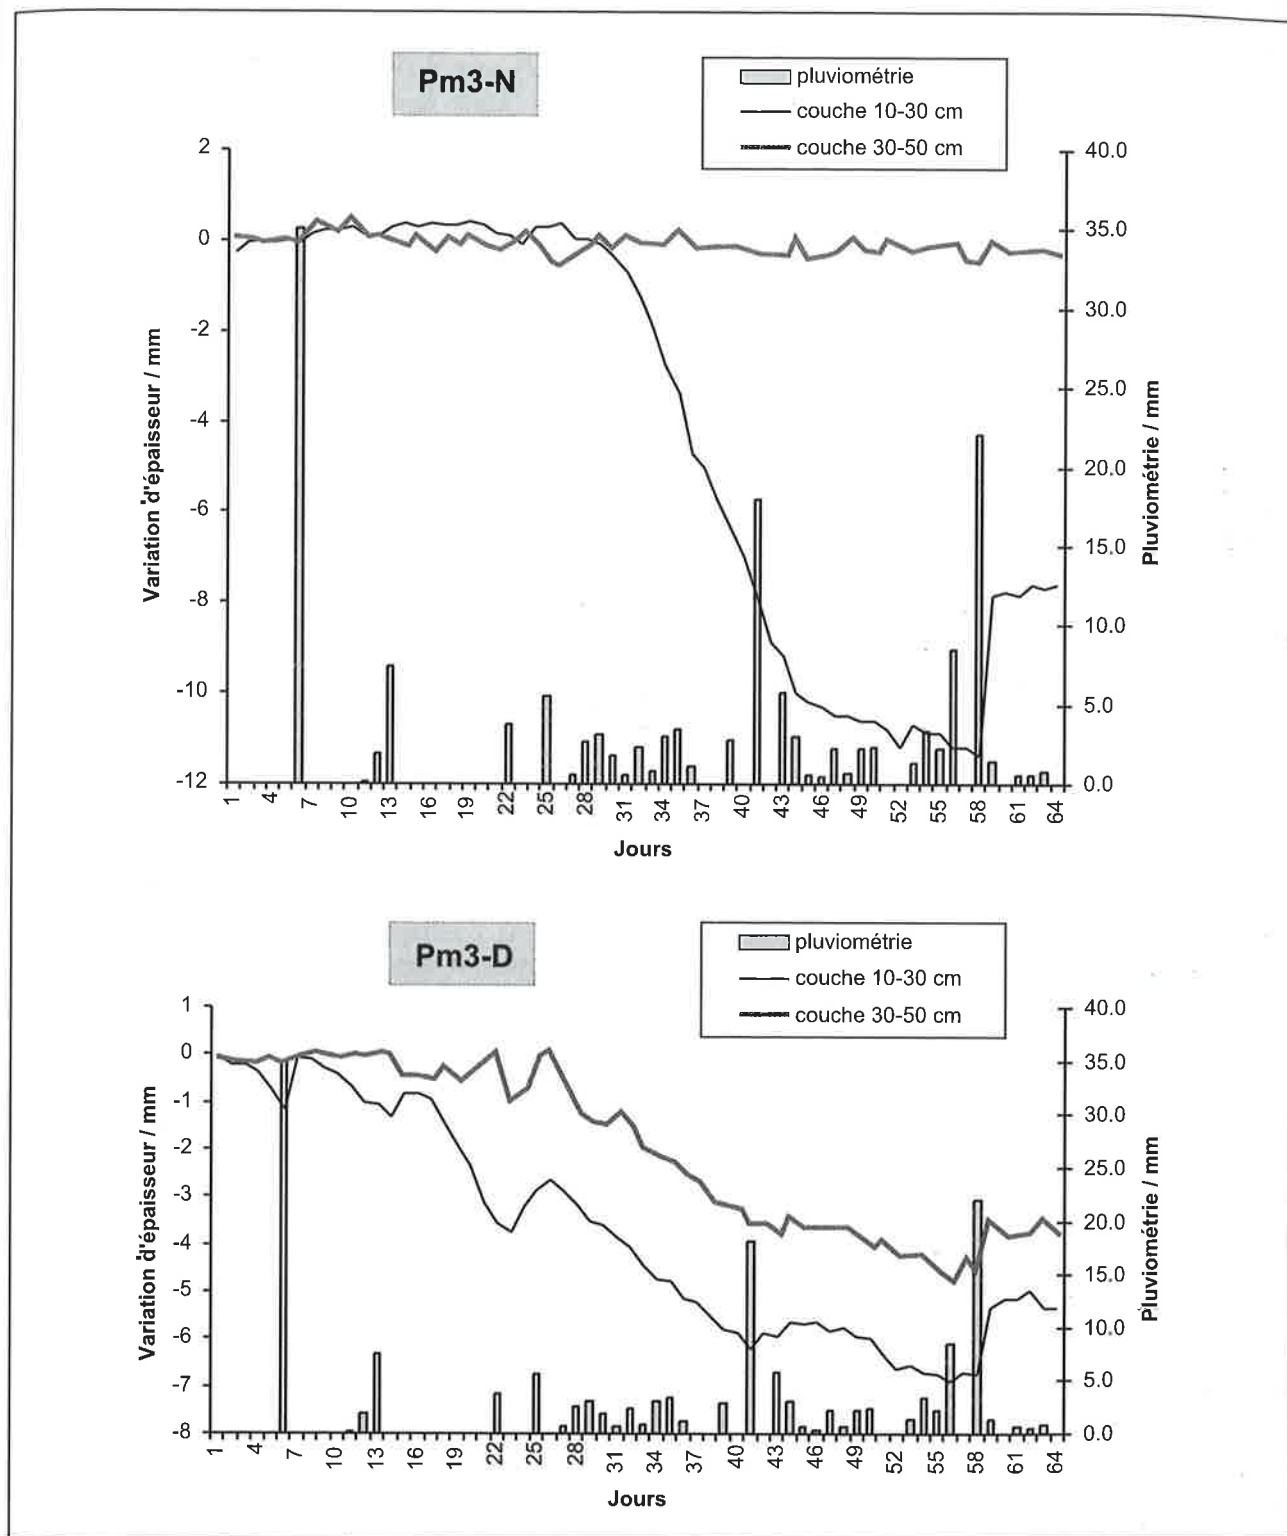 Pm3-N
pluviométrie
couche 10-30 cm
couche 30-50 cm
2
0
-2
-4
-6
-8
-10
-12
Variation d'épaisseur / mm
40.0
35.0
30.0
25.0
20.0
15.0
10.0
5.0
0.0
Pluviométrie / mm
1 4 7 10 13 16 19 22 25 28 31 34 37 40 43 46 49 52 55 58 61 64
Jours
Pm3-D
pluviométrie
couche 10-30 cm
couche 30-50 cm
1
0
-1
-2
-3
-4
-5
-6
-7
-8
Variation d'épaisseur / mm
40.0
35.0
30.0
25.0
20.0
15.0
10.0
5.0
0.0
Pluviométrie / mm
1 4 7 10 13 16 19 22 25 28 31 34 37 40 43 46 49 52 55 58 61 64
Jours